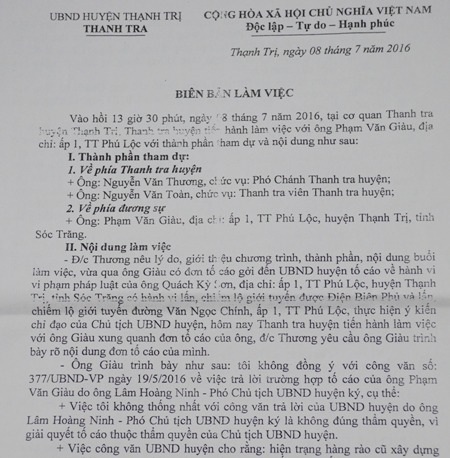 UBND HUYỆN THẠNH TRỊ
THANH TRA
CỘNG HÒA XÃ HỘI CHỦ NGHĨA VIỆT NAM
Độc lập – Tự do – Hạnh phúc
Thạnh Trị, ngày 08 tháng 7 năm 2016
BIÊN BẢN LÀM VIỆC
Vào hồi 13 giờ 30 phút, ngày 08 tháng 7 năm 2016, tại cơ quan Thanh tra
huyện Thạnh Trị, Thanh tra huyện tiến hành làm việc với ông Phạm Văn Giàu, địa
chỉ: ấp 1, TT Phú Lộc với thành phần tham dự và nội dung như sau:
I. Thành phần tham dự:
1. Về phía Thanh tra huyện
+ Ông: Nguyễn Văn Thương, chức vụ: Phó Chánh Thanh tra huyện;
+ Ông: Nguyễn Văn Toàn, chức vụ: Thanh tra viên Thanh tra huyện;
2. Về phía đương sự
+ Ông: Phạm Văn Giàu, địa chỉ: ấp 1, TT Phú Lộc, huyện Thạnh Trị, tỉnh
Sóc Trăng.
II. Nội dung làm việc
- Đ/c Thương nêu lý do, giới thiệu chương trình, thành phần, nội dung buổi
làm việc, vừa qua ông Giàu có đơn tố cáo gởi đến UBND huyện tố cáo về hành vi
vi phạm pháp luật của ông Quách Kỳ Sơn, địa chỉ: ấp 1, TT Phú Lộc, huyện Thạnh
Trị, tỉnh Sóc Trăng có hành vi lấn, chiếm lộ giới tuyến đường Điện Biên Phủ và lấn,
chiếm lộ giới tuyến đường Văn Ngọc Chính, ấp 1, TT Phú Lộc, thực hiện ý kiến
chỉ đạo của Chủ tịch UBND huyện, hôm nay Thanh tra huyện tiến hành làm việc
với ông Giàu xung quanh đơn tố cáo của ông, đ/c Thương yêu cầu ông Giàu trình
bày rõ nội dung đơn tố cáo của mình.
- Ông Giàu trình bày như sau: tôi không đồng ý với công văn số:
377/UBND-VP ngày 19/5/2016 về việc trả lời trường hợp tố cáo của ông Phạm
Văn Giàu do ông Lâm Hoàng Ninh - Phó Chủ tịch UBND huyện ký, cụ thể:
+ Việc tôi không thống nhất với công văn trả lời của UBND huyện do ông
Lâm Hoàng Ninh - Phó Chủ tịch UBND huyện ký là không đúng thẩm quyền, vì
giải quyết tố cáo thuộc thẩm quyền của Chủ tịch UBND huyện.
+ Việc công văn UBND huyện cho rằng: hiện trạng hàng rào cũ xây dựng